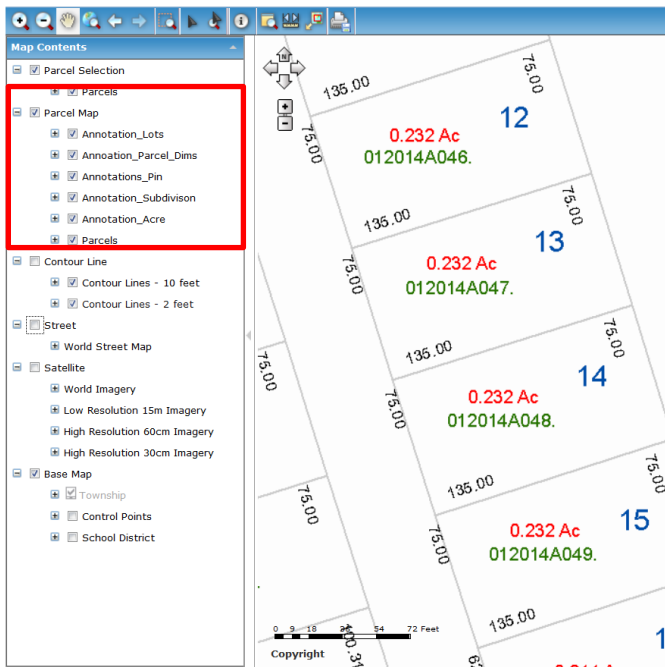 Map Contents
Parcel Selection
Parcels
Parcel Map
Annotation_Lots
Annoation_Parcel_Dims
Annotations_Pin
Annotation_Subdivison
Annotation_Acre
Parcels
Contour Line
Contour Lines - 10 feet
Contour Lines - 2 feet
Street
World Street Map
Satellite
World Imagery
Low Resolution 15m Imagery
High Resolution 60cm Imagery
High Resolution 30cm Imagery
Base Map
Township
Control Points
School District
N
135.00
75.00
12
0.232 Ac
012014A046.
75.00
135.00
75.00
13
0.232 Ac
012014A047.
75.00
135.00
75.00
14
0.232 Ac
012014A048.
75.00
75.00
135.00
75.00
15
0.232 Ac
012014A049.
75.00
75.00
135.00
0 9 18 36 54 72 Feet
Copyright
100.31